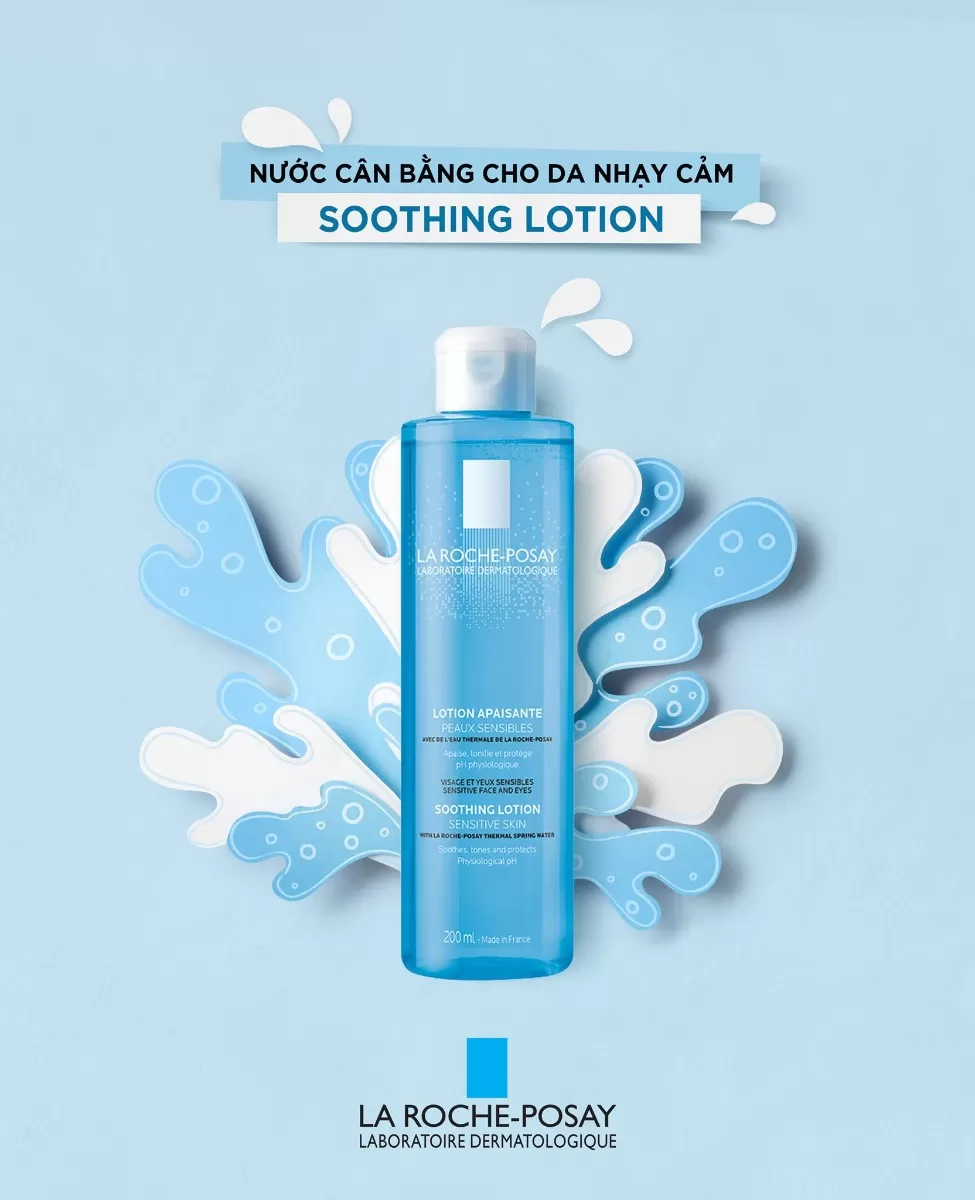 NƯỚC CÂN BẰNG CHO DA NHẠY CẢM
SOOTHING LOTION
LA ROCHE-POSAY
LABORATOIRE DERMATOLOGIQUE
LOTION APAISANTE
PEAUX SENSIBLES
AVEC DE L'EAU THERMALE DE LA ROCHE-POSAY
Apaise, tonifie et protège
pH physiologique
VISAGE ET YEUX SENSIBLES
SENSITIVE FACE AND EYES
SOOTHING LOTION
SENSITIVE SKIN
WITH LA ROCHE-POSAY THERMAL SPRING WATER
Soothes, tones and protects
Physiological pH
200 ml - Made in France
LA ROCHE-POSAY
LABORATOIRE DERMATOLOGIQUE